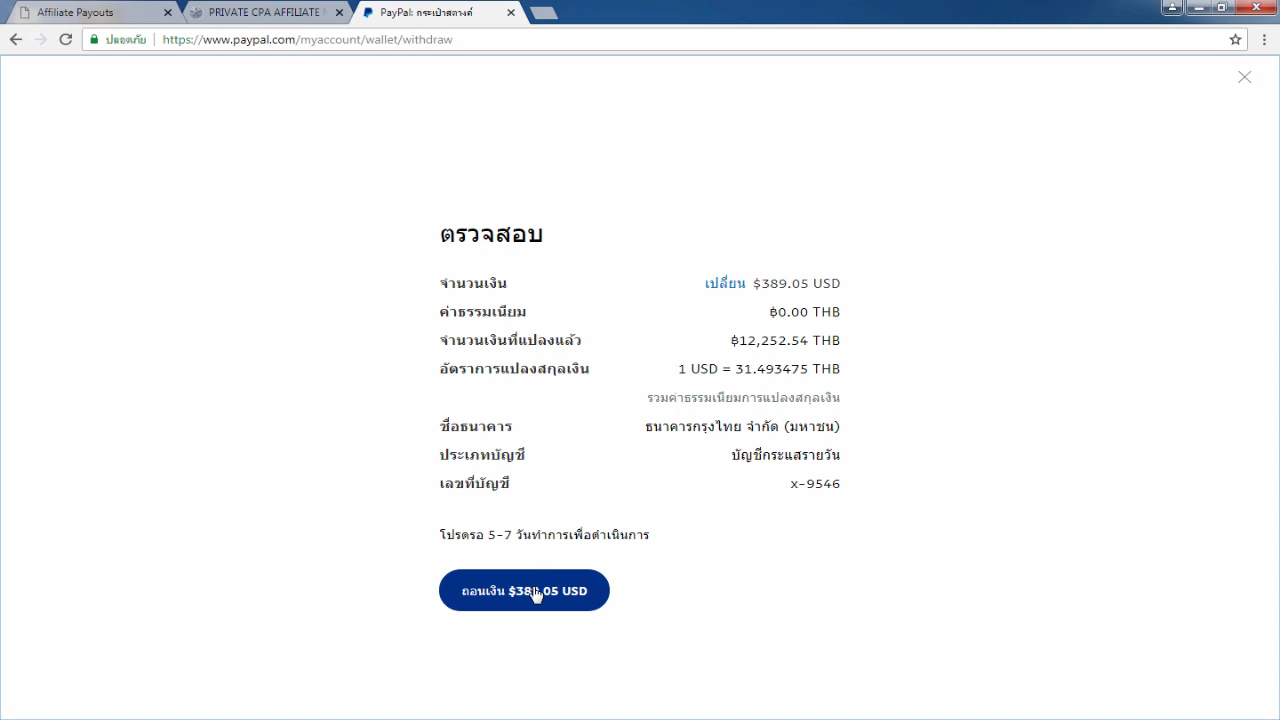 Affiliate Payouts
PRIVATE CPA AFFILIATE
PayPal: กระเป๋าสตางค์
ปลอดภัย
https://www.paypal.com/myaccount/wallet/withdraw
ตรวจสอบ
จำนวนเงิน เปลี่ยน $389.05 USD
ค่าธรรมเนียม ฿0.00 THB
จำนวนเงินที่แปลงแล้ว ฿12,252.54 THB
อัตราการแปลงสกุลเงิน 1 USD = 31.493475 THB
รวมค่าธรรมเนียมการแปลงสกุลเงิน
ชื่อธนาคาร ธนาคารกรุงไทย จำกัด (มหาชน)
ประเภทบัญชี บัญชีกระแสรายวัน
เลขที่บัญชี x-9546
โปรดรอ 5-7 วันทำการเพื่อดำเนินการ
ถอนเงิน $389.05 USD